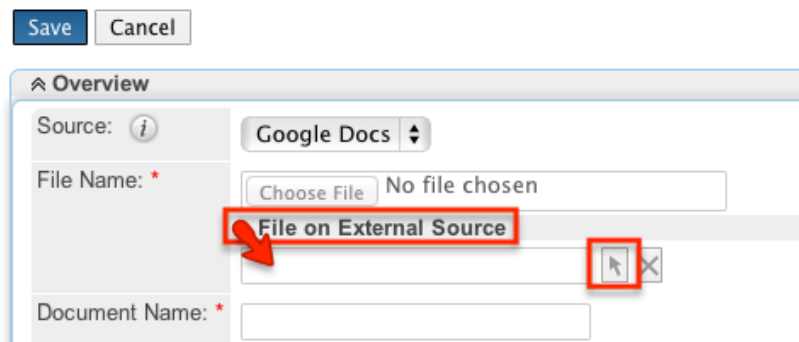 Save Cancel
Overview
Source: i Google Docs
File Name: * Choose File No file chosen
File on External Source
Document Name: *